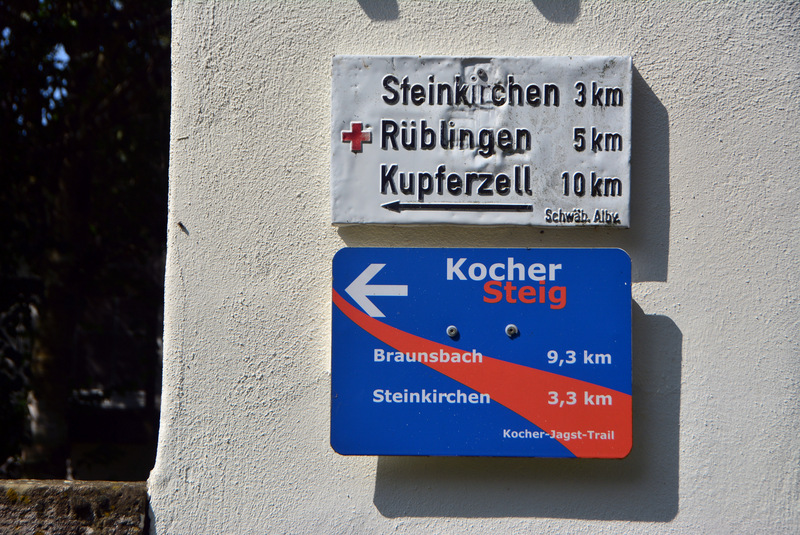 Steinkirchen 3 km
Rüblingen 5 km
Kupferzell 10 km
Schwäb. Albv.
Kocher
Steig
Braunsbach 9,3 km
Steinkirchen 3,3 km
Kocher-Jagst-Trail